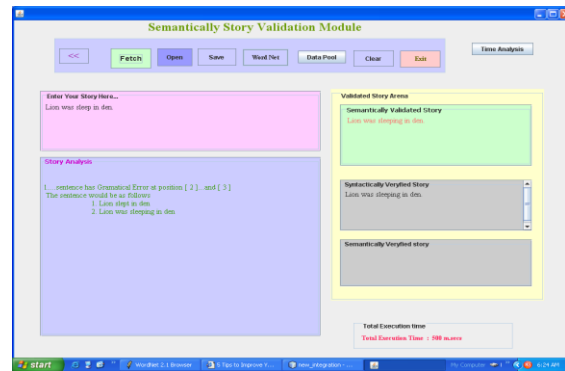 Semantically Story Validation Module
<< Fetch Open Save Word Net Data Pool Clear Exit
Time Analysis
Enter Your Story Here...
Lion was sleep in den.
Story Analysis
1....sentence has Gramatical Error at position [ 2 ]...and [ 3 ]
The sentence would be as follows
1. Lion slept in den
2. Lion was sleeping in den
Validated Story Arena
Semantically Validated Story
Lion was sleeping in den
Syntactically Veryfied Story
Lion was sleeping in den
Semantically Veryfied story
Total Execution time
Total Execution Time :
start
WordNet 2.1 Browser
5 Tips to Improve Y...
new_integration - ...
My Computer
6:24 AM